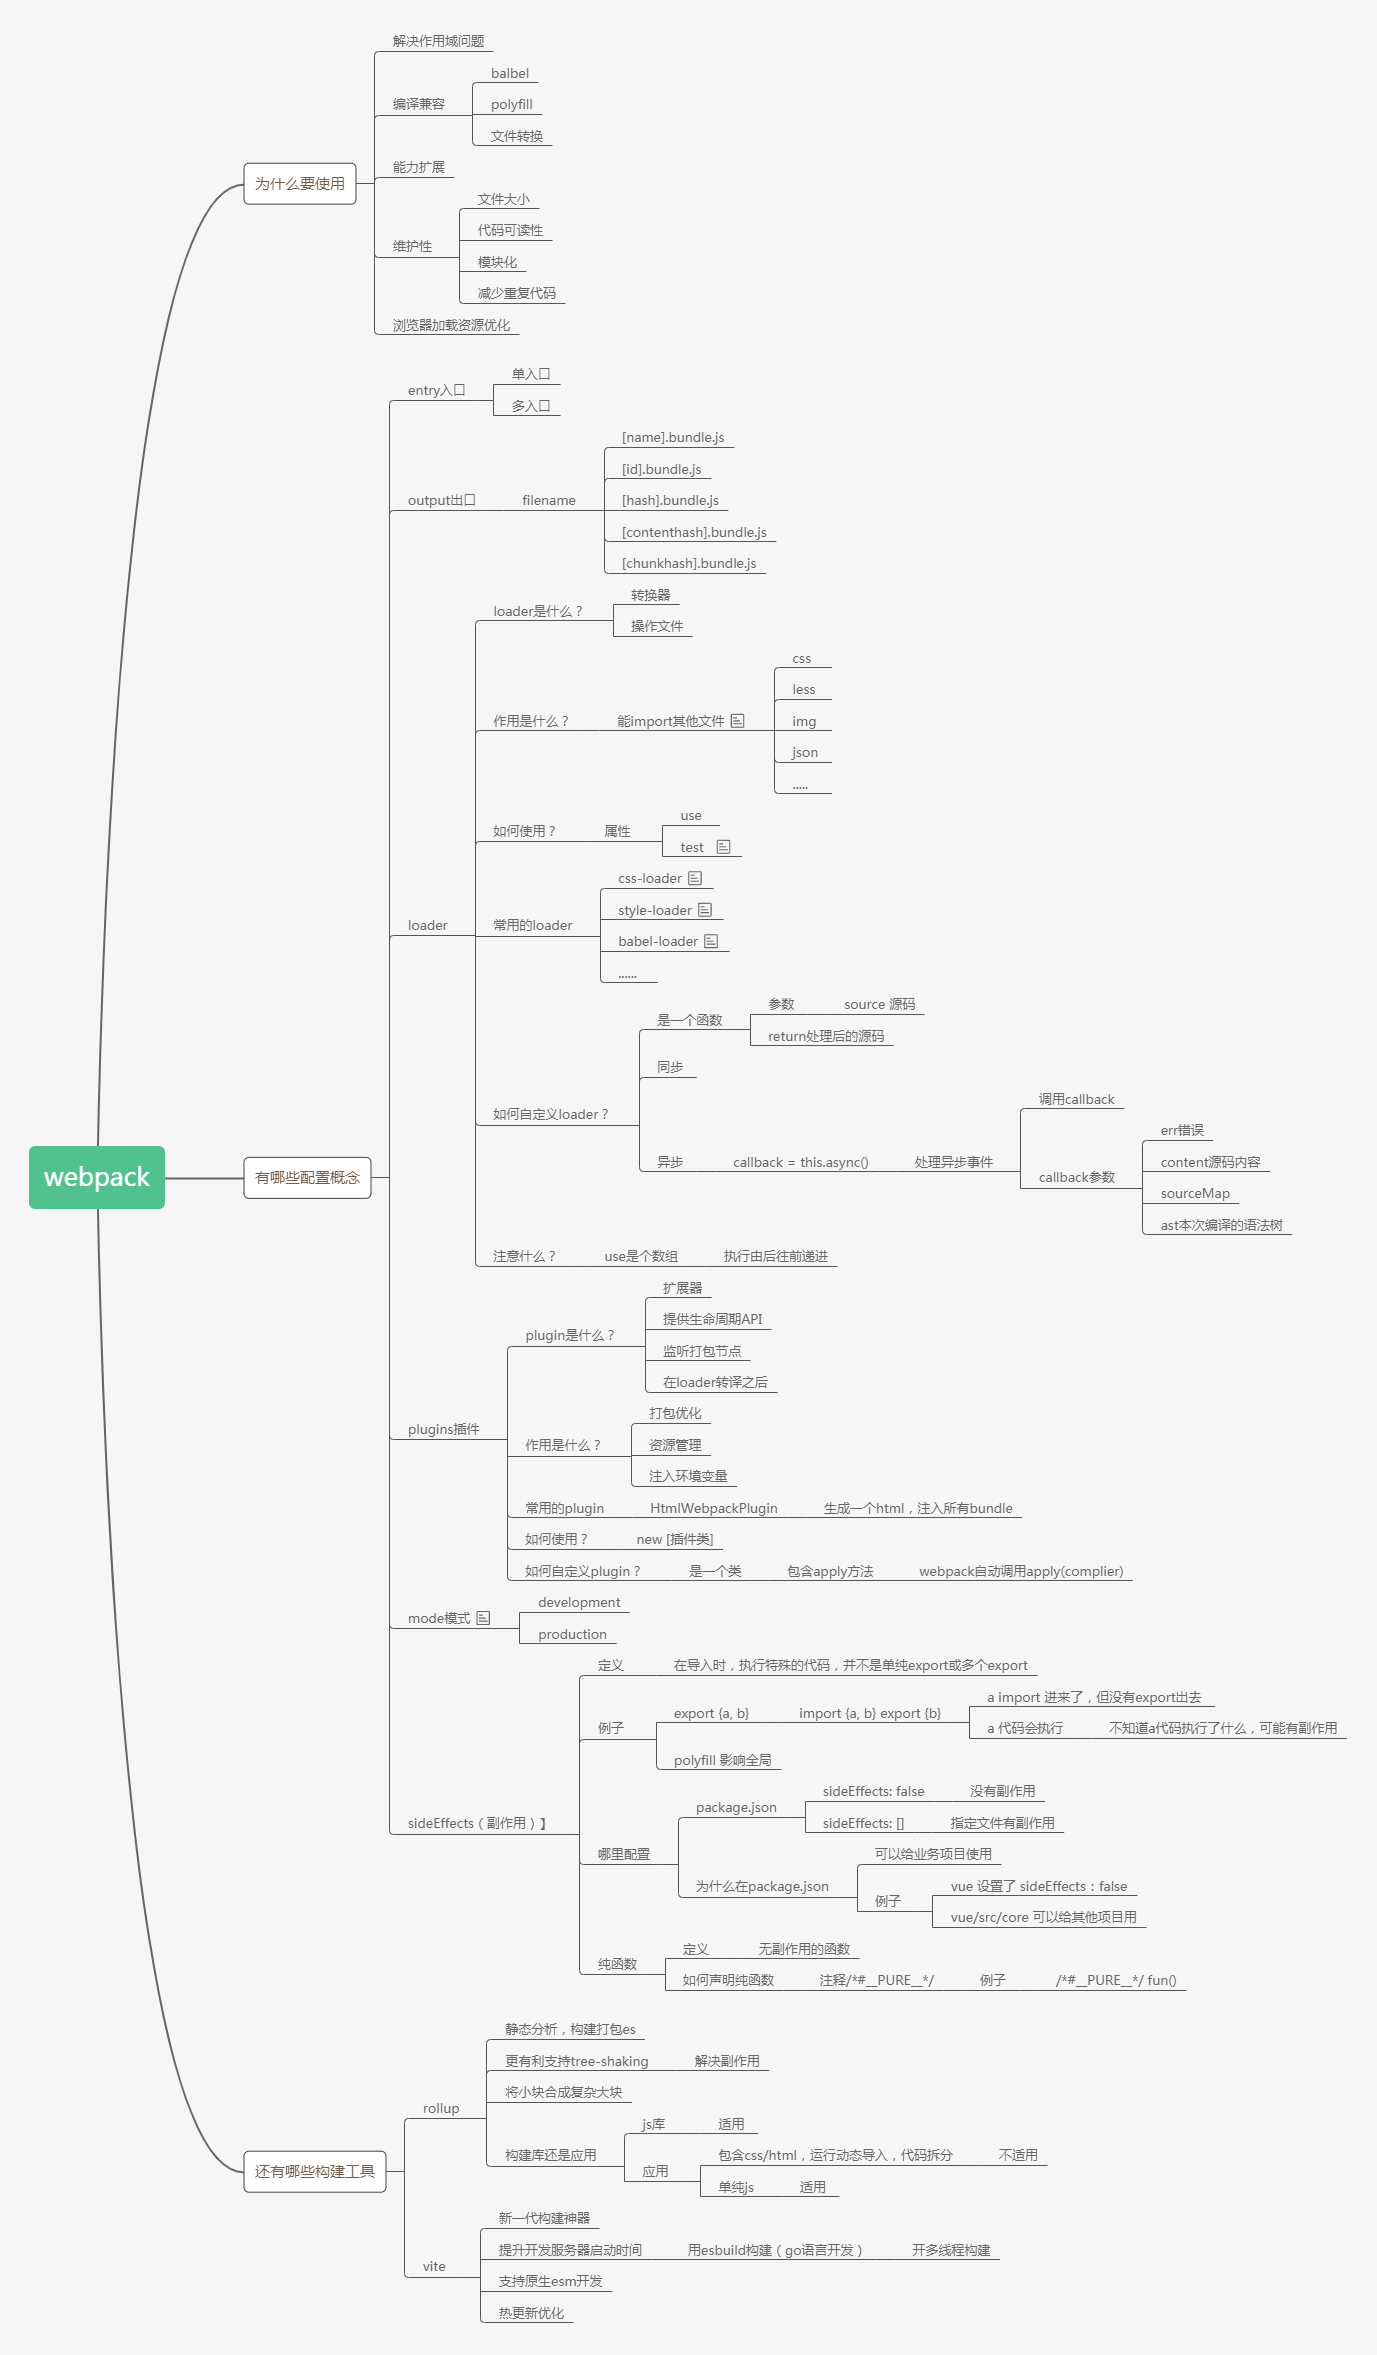 webpack
为什么要使用
解决作用域问题
编译兼容
balbel
polyfill
文件转换
能力扩展
维护性
文件大小
代码可读性
模块化
减少重复代码
浏览器加载资源优化
有哪些配置概念
entry入口
单入口
多入口
output出口
filename
[name].bundle.js
[id].bundle.js
[hash].bundle.js
[contenthash].bundle.js
[chunkhash].bundle.js
loader
loader是什么？
转换器
操作文件
作用是什么？
能import其他文件
css
less
img
json
.....
如何使用？
属性
use
test
常用的loader
css-loader
style-loader
babel-loader
......
如何自定义loader？
是一个函数
参数
source 源码
return处理后的源码
同步
异步
callback = this.async()
处理异步事件
调用callback
callback参数
err错误
content源码内容
sourceMap
ast本次编译的语法树
注意什么？
use是个数组
执行由后往前递进
plugins插件
plugin是什么？
扩展器
提供生命周期API
监听打包节点
在loader转译之后
作用是什么？
打包优化
资源管理
注入环境变量
常用的plugin
HtmlWebpackPlugin
生成一个html，注入所有bundle
如何使用？
new [插件类]
如何自定义plugin？
是一个类
包含apply方法
webpack自动调用apply(complier)
mode模式
development
production
sideEffects（副作用）】
定义
在导入时，执行特殊的代码，并不是单纯export或多个export
例子
export {a, b}
import {a, b} export {b}
a import 进来了，但没有export出去
a 代码会执行
不知道a代码执行了什么，可能有副作用
polyfill 影响全局
哪里配置
package.json
sideEffects: false
没有副作用
sideEffects: []
指定文件有副作用
为什么在package.json
可以给业务项目使用
例子
vue 设置了 sideEffects：false
vue/src/core 可以给其他项目用
纯函数
定义
无副作用的函数
如何声明纯函数
注释/*#__PURE__*/
例子
/*#__PURE__*/ fun()
还有哪些构建工具
rollup
静态分析，构建打包es
更有利支持tree-shaking
解决副作用
将小块合成复杂大块
构建库还是应用
js库
适用
应用
包含css/html，运行动态导入，代码拆分
不适用
单纯js
适用
vite
新一代构建神器
提升开发服务器启动时间
用esbuild构建（go语言开发）
开多线程构建
支持原生esm开发
热更新优化